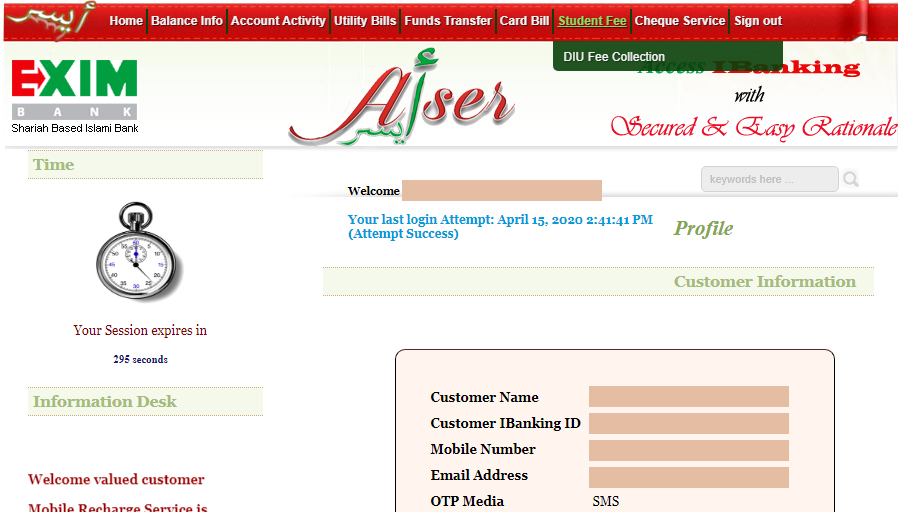 أيسر
Home Balance Info Account Activity Utility Bills Funds Transfer Card Bill Student Fee Cheque Service Sign out
DIU Fee Collection
EXIM
BANK
Shariah Based Islami Bank
Aأser
أيسر
Access IBanking
with
Secured & Easy Rationale
Time
keywords here ...
Welcome
Your last login Attempt: April 15, 2020 2:41:41 PM
(Attempt Success)
Profile
Customer Information
Your Session expires in
295 seconds
Information Desk
Customer Name
Customer IBanking ID
Mobile Number
Email Address
OTP Media SMS
Welcome valued customer
Mobile Recharge Service is